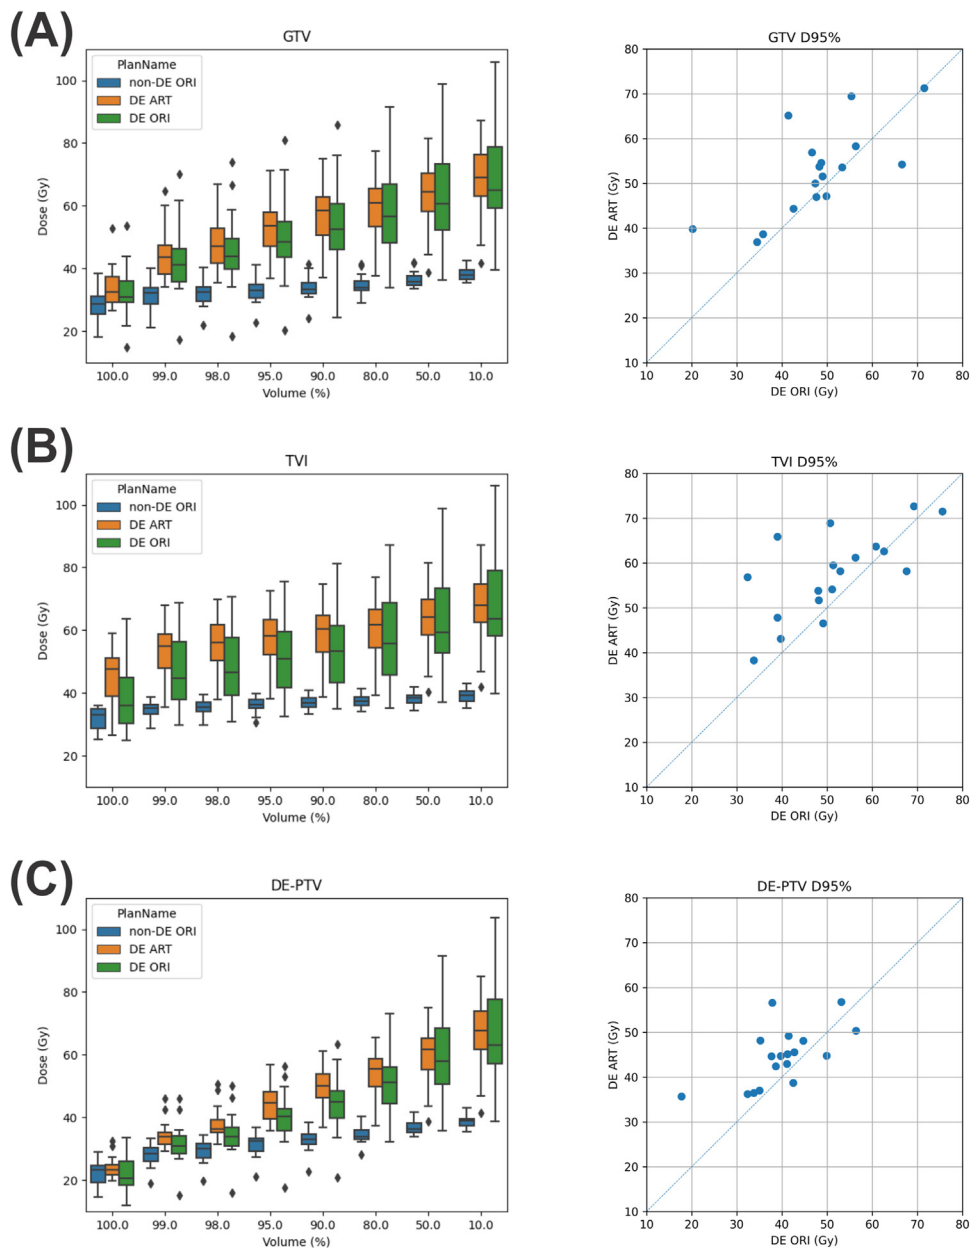 (A)
GTV
PlanName
non-DE ORI
DE ART
DE ORI
Dose (Gy)
100
80
60
40
20
100.0 99.0 98.0 95.0 90.0 80.0 50.0 10.0
Volume (%)
GTV D95%
DE ART (Gy)
80
70
60
50
40
30
20
10
10 20 30 40 50 60 70 80
DE ORI (Gy)
(B)
TVI
PlanName
non-DE ORI
DE ART
DE ORI
Dose (Gy)
100
80
60
40
20
100.0 99.0 98.0 95.0 90.0 80.0 50.0 10.0
Volume (%)
TVI D95%
DE ART (Gy)
80
70
60
50
40
30
20
10
10 20 30 40 50 60 70 80
DE ORI (Gy)
(C)
DE-PTV
PlanName
non-DE ORI
DE ART
DE ORI
Dose (Gy)
100
80
60
40
20
100.0 99.0 98.0 95.0 90.0 80.0 50.0 10.0
Volume (%)
DE-PTV D95%
DE ART (Gy)
80
70
60
50
40
30
20
10
10 20 30 40 50 60 70 80
DE ORI (Gy)